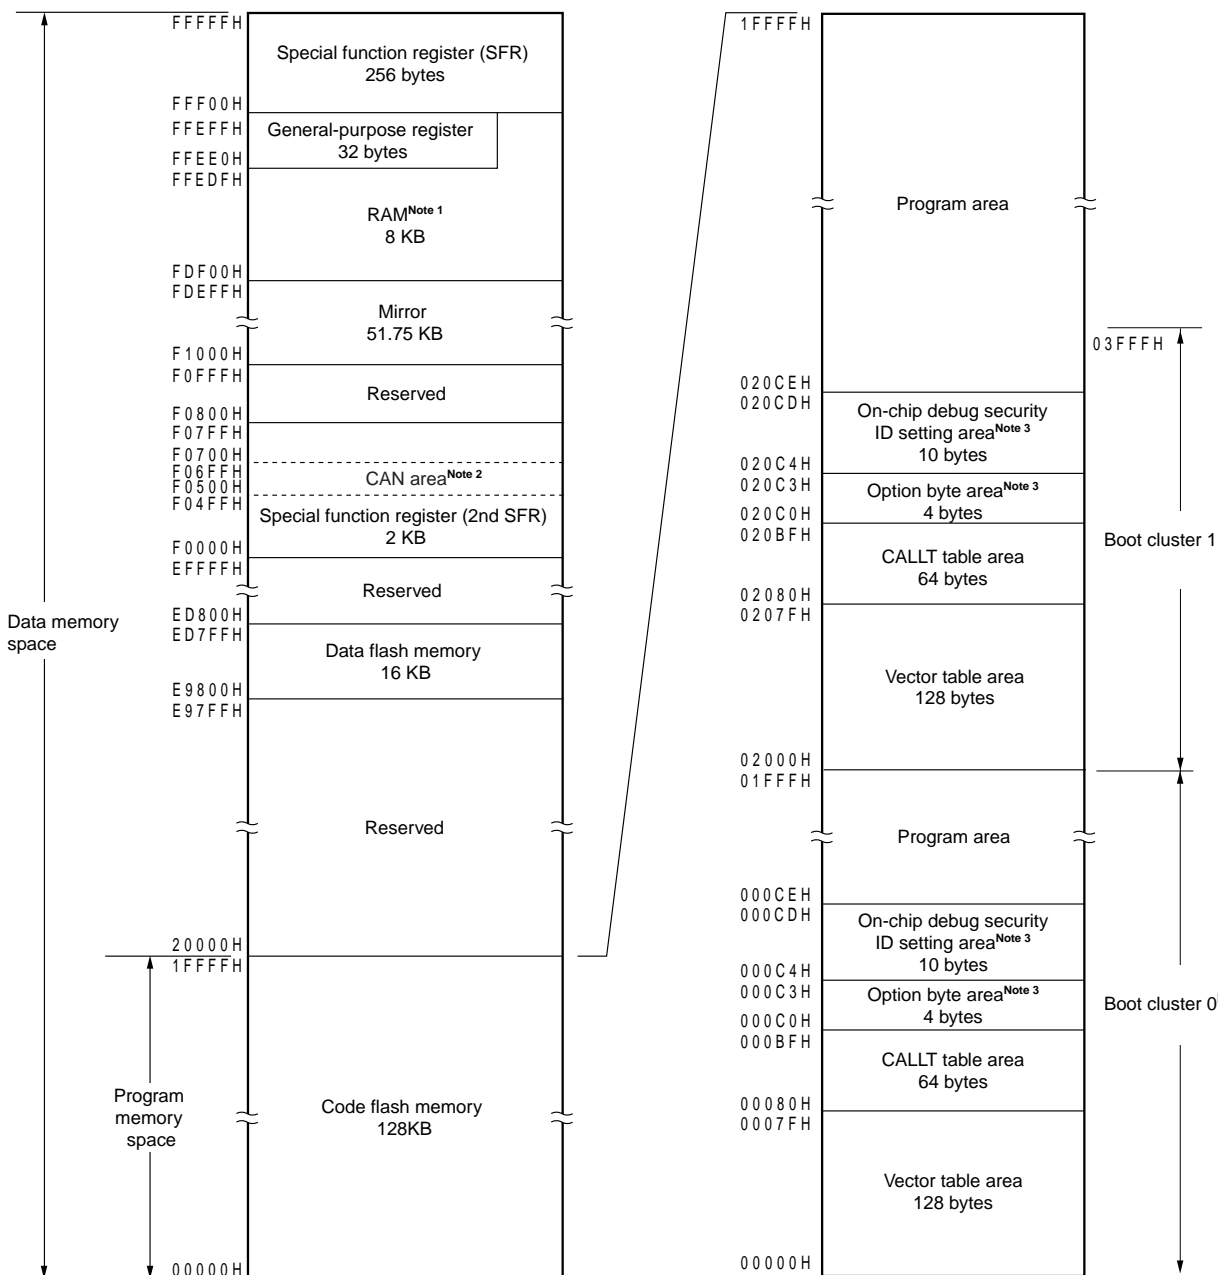 Data memory
space
Program
memory
space
FFFFFH
Special function register (SFR)
256 bytes
FFF00H
FFEFFH
General-purpose register
32 bytes
FFEE0H
FFEDFH
RAMNote 1
8 KB
FDF00H
FDEFFH
Mirror
51.75 KB
F1000H
F0FFFH
Reserved
F0800H
F07FFH
F0700H
F06FFH
CAN areaNote 2
F0500H
F04FFH
Special function register (2nd SFR)
2 KB
F0000H
EFFFFH
Reserved
ED800H
ED7FFH
Data flash memory
16 KB
E9800H
E97FFH
Reserved
20000H
1FFFFH
Code flash memory
128KB
00000H
1FFFFH
Program area
03FFFH
020CEH
020CDH
On-chip debug security
ID setting areaNote 3
10 bytes
020C4H
020C3H
Option byte areaNote 3
4 bytes
020C0H
020BFH
Boot cluster 1
CALLT table area
64 bytes
02080H
0207FH
Vector table area
128 bytes
02000H
01FFFH
Program area
000CEH
000CDH
On-chip debug security
ID setting areaNote 3
10 bytes
000C4H
000C3H
Option byte areaNote 3
4 bytes
Boot cluster 0
000C0H
000BFH
CALLT table area
64 bytes
00080H
0007FH
Vector table area
128 bytes
00000H